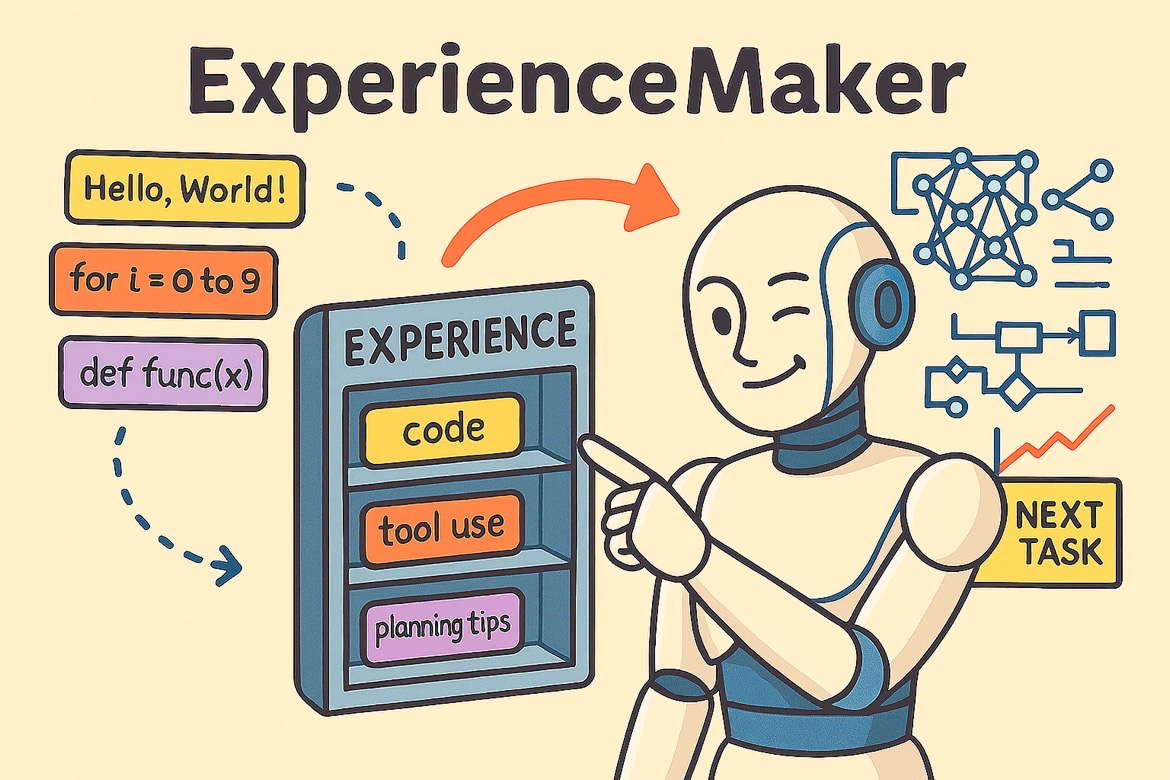 ExperienceMaker
Hello, World!
for i = 0 to 9
def func(x)
EXPERIENCE
code
tool use
planning tips
NEXT
TASK